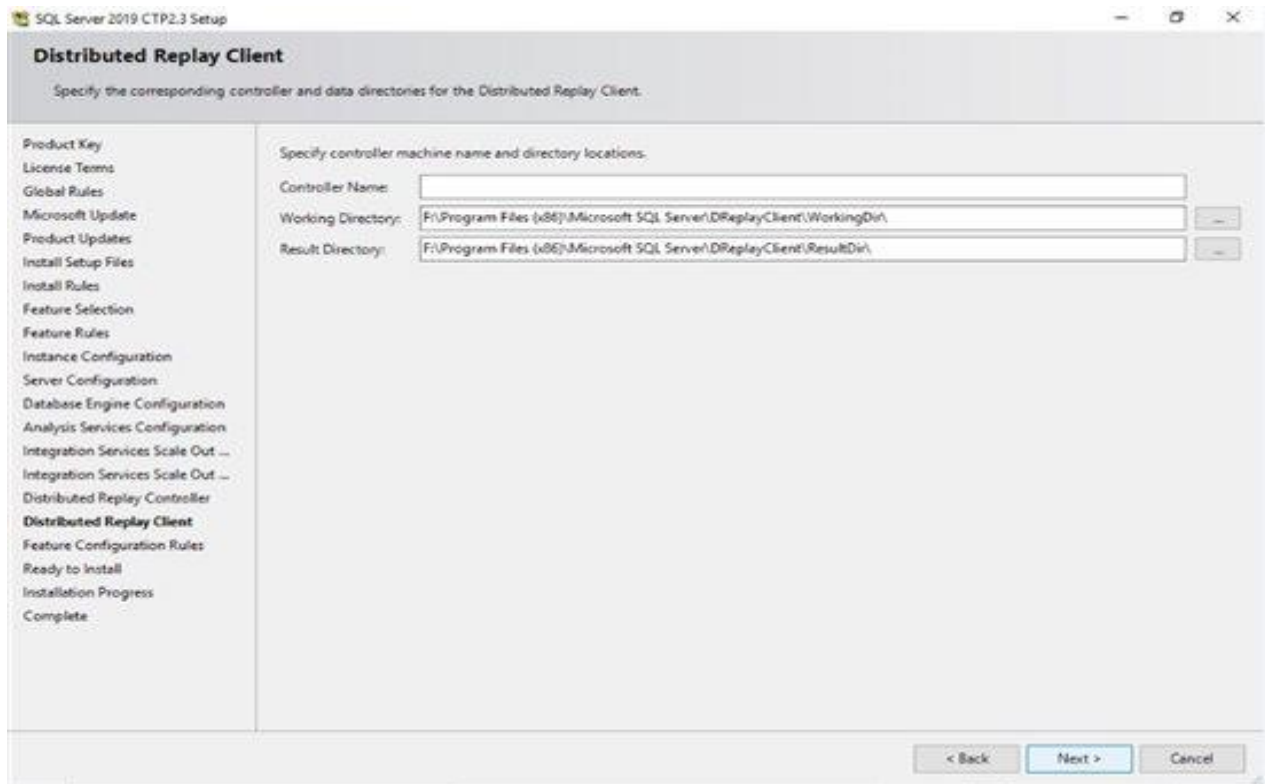 SQL Server 2019 CTP2.3 Setup
Distributed Replay Client
Specify the corresponding controller and data directories for the Distributed Replay Client.
Product Key
License Terms
Global Rules
Microsoft Update
Product Updates
Install Setup Files
Install Rules
Feature Selection
Feature Rules
Instance Configuration
Server Configuration
Database Engine Configuration
Analysis Services Configuration
Integration Services Scale Out ...
Integration Services Scale Out ...
Distributed Replay Controller
Distributed Replay Client
Feature Configuration Rules
Ready to Install
Installation Progress
Complete
Specify controller machine name and directory locations.
Controller Name:
Working Directory: F:\Program Files (x86)\Microsoft SQL Server\DReplayClient\WorkingDir\ ...
Result Directory: F:\Program Files (x86)\Microsoft SQL Server\DReplayClient\ResultDir\ ...
< Back Next > Cancel